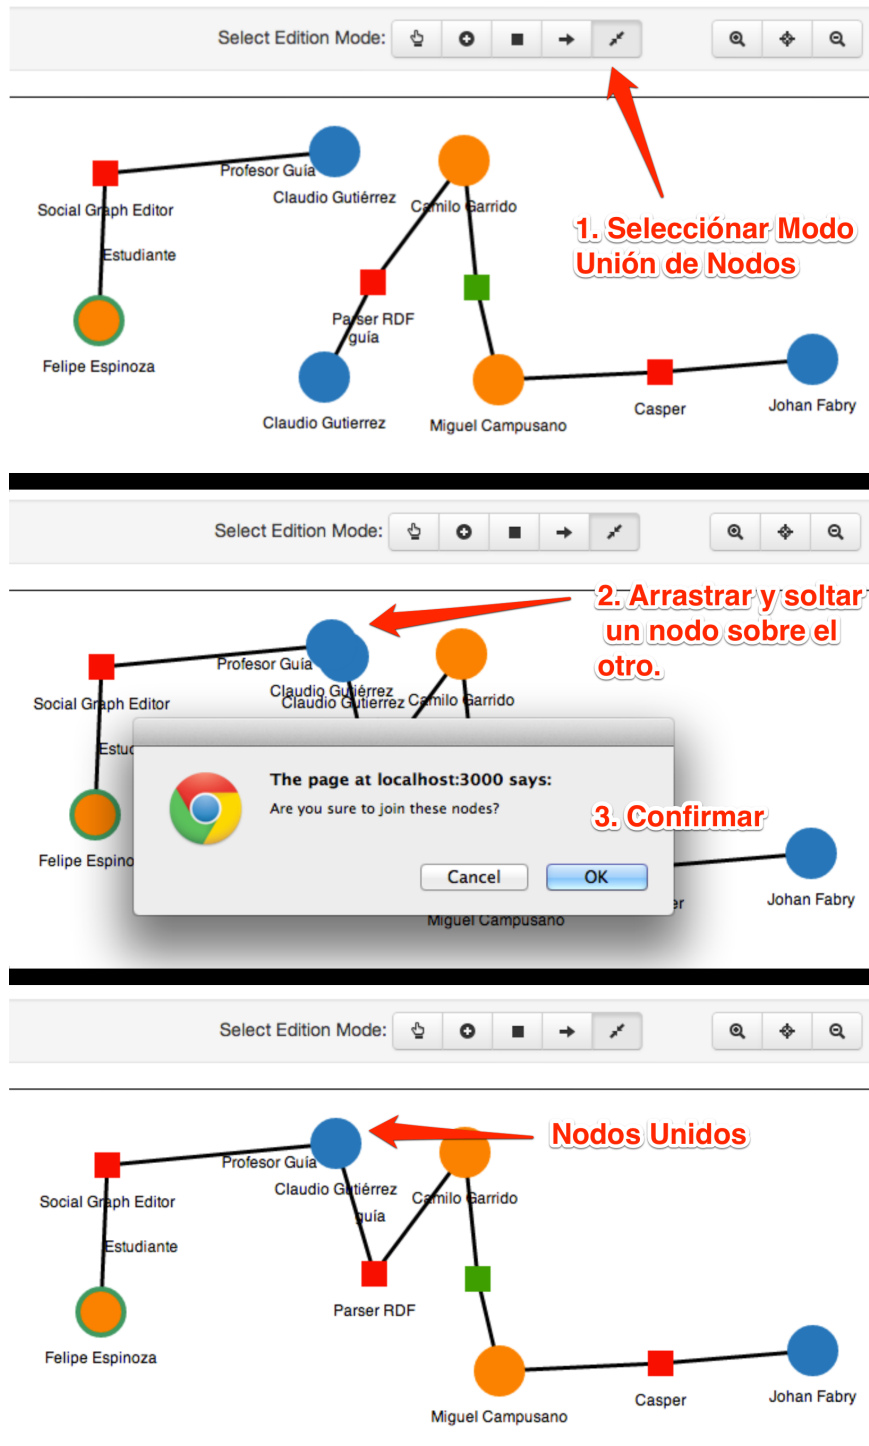 Select Edition Mode:
Profesor Guía
Claudio Gutiérrez
Camilo Garrido
Social Graph Editor
1. Selecciónar Modo
Unión de Nodos
Estudiante
Parser RDF
guía
Felipe Espinoza
Claudio Gutierrez
Miguel Campusano
Casper
Johan Fabry
Select Edition Mode:
2. Arrastrar y soltar
un nodo sobre el
otro.
Profesor Guía
Claudio Gutiérrez
Claudio Gutierrez
Camilo Garrido
Social Graph Editor
Estud
The page at localhost:3000 says:
Are you sure to join these nodes?
3. Confirmar
Felipe Espino
Cancel
OK
er
Johan Fabry
Miguel Campusano
Select Edition Mode:
Nodos Unidos
Profesor Guía
Claudio Gutiérrez
Camilo Garrido
Social Graph Editor
guía
Estudiante
Parser RDF
Felipe Espinoza
Casper
Johan Fabry
Miguel Campusano